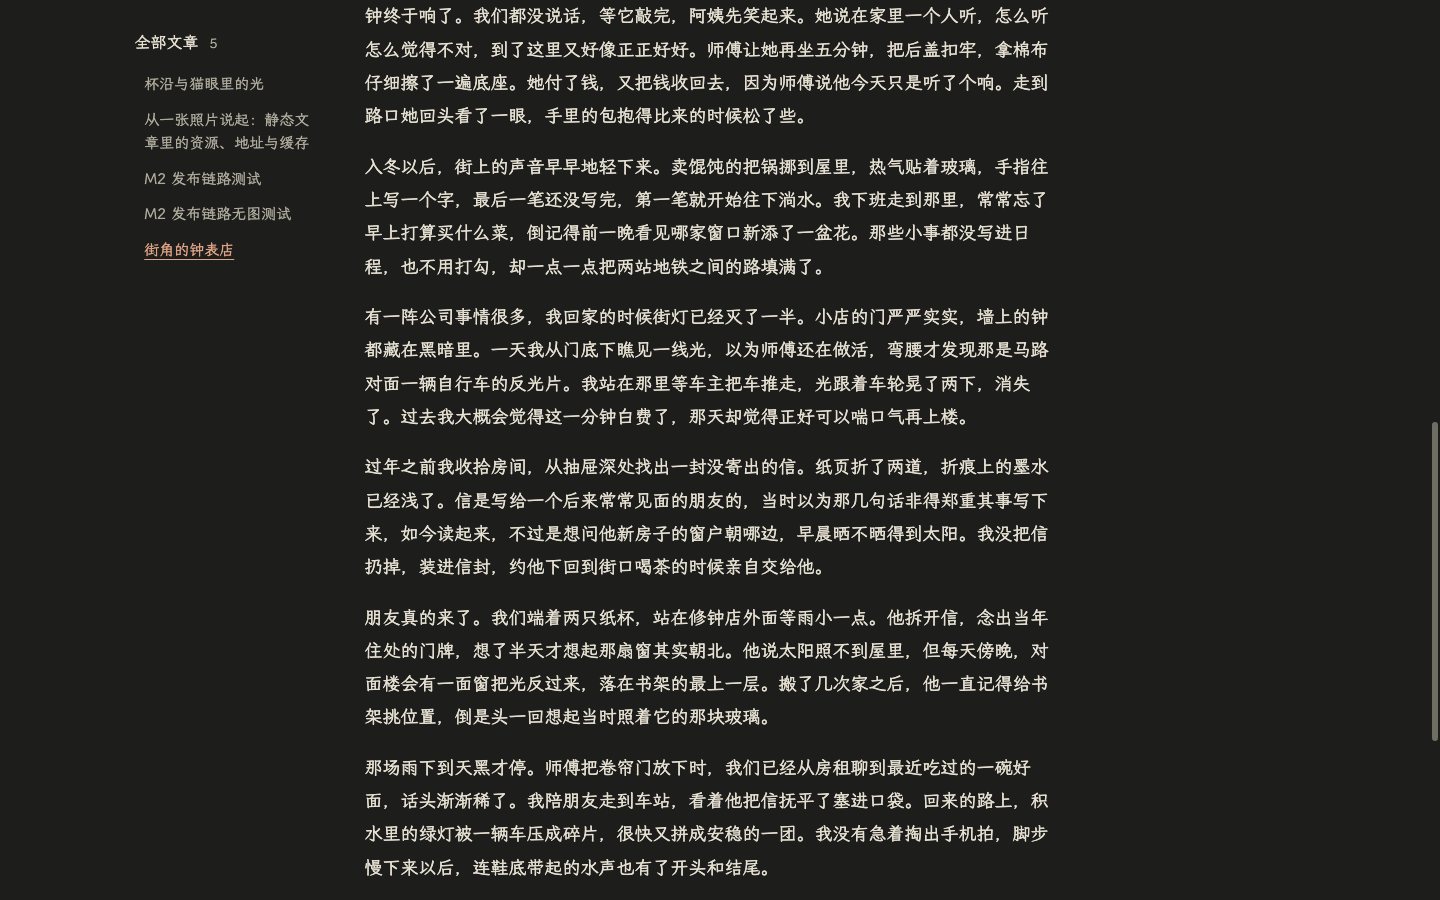 全部文章 5
杯沿与猫眼里的光
从一张照片说起：静态文
章里的资源、地址与缓存
M2 发布链路测试
M2 发布链路无图测试
街角的钟表店
钟终于响了。我们都没说话，等它敲完，阿姨先笑起来。她说在家里一个人听，怎么听
怎么觉得不对，到了这里又好像正正好好。师傅让她再坐五分钟，把后盖扣牢，拿棉布
仔细擦了一遍底座。她付了钱，又把钱收回去，因为师傅说他今天只是听了个响。走到
路口她回头看了一眼，手里的包抱得比来的时候松了些。
入冬以后，街上的声音早早地轻下来。卖馄饨的把锅挪到屋里，热气贴着玻璃，手指往
上写一个字，最后一笔还没写完，第一笔就开始往下淌水。我下班走到那里，常常忘了
早上打算买什么菜，倒记得前一晚看见哪家窗口新添了一盆花。那些小事都没写进日
程，也不用打勾，却一点一点把两站地铁之间的路填满了。
有一阵公司事情很多，我回家的时候街灯已经灭了一半。小店的门严严实实，墙上的钟
都藏在黑暗里。一天我从门底下瞧见一线光，以为师傅还在做活，弯腰才发现那是马路
对面一辆自行车的反光片。我站在那里等车主把车推走，光跟着车轮晃了两下，消失
了。过去我大概会觉得这一分钟白费了，那天却觉得正好可以喘口气再上楼。
过年之前我收拾房间，从抽屉深处找出一封没寄出的信。纸页折了两道，折痕上的墨水
已经浅了。信是写给一个后来常常见面的朋友的，当时以为那几句话非得郑重其事写下
来，如今读起来，不过是想问他新房子的窗户朝哪边，早晨晒不晒得到太阳。我没把信
扔掉，装进信封，约他下回到街口喝茶的时候亲自交给他。
朋友真的来了。我们端着两只纸杯，站在修钟店外面等雨小一点。他拆开信，念出当年
住处的门牌，想了半天才想起那扇窗其实朝北。他说太阳照不到屋里，但每天傍晚，对
面楼会有一面窗把光反过来，落在书架的最上一层。搬了几次家之后，他一直记得给书
架挑位置，倒是头一回想起当时照着它的那块玻璃。
那场雨下到天黑才停。师傅把卷帘门放下时，我们已经从房租聊到最近吃过的一碗好
面，话头渐渐稀了。我陪朋友走到车站，看着他把信抚平了塞进口袋。回来的路上，积
水里的绿灯被一辆车压成碎片，很快又拼成安稳的一团。我没有急着掏出手机拍，脚步
慢下来以后，连鞋底带起的水声也有了开头和结尾。